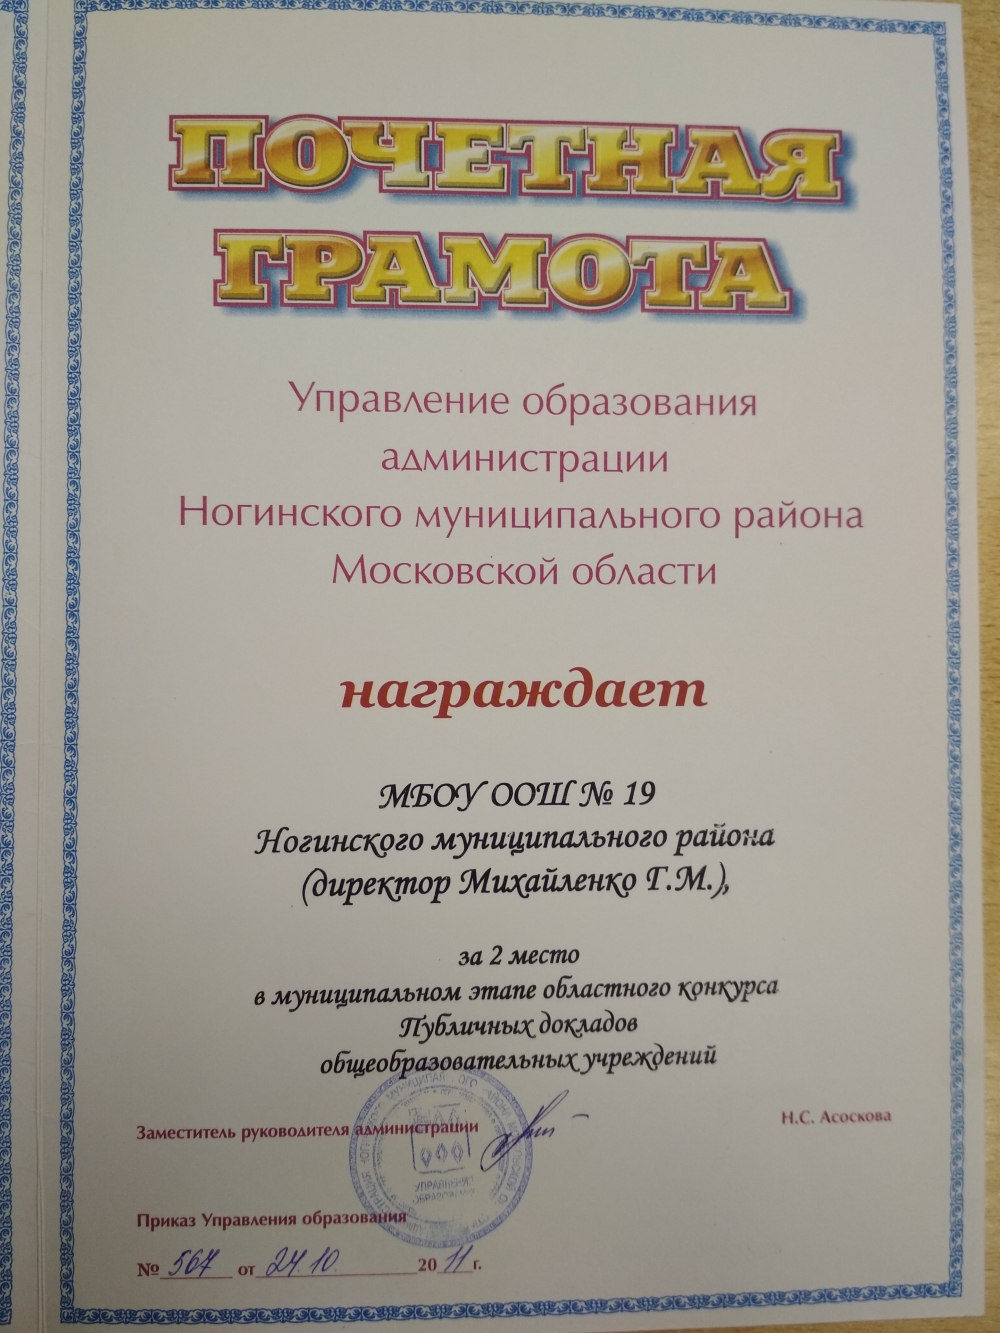 ПОЧЕТНАЯ
ГРАМОТА
Управление образования
администрации
Ногинского муниципального района
Московской области
награждает
МБОУ ООШ № 19
Ногинского муниципального района
(директор Михайленко Г.М.),
за 2 место
в муниципальном этапе областного конкурса
Публичных докладов
общеобразовательных учреждений
Заместитель руководителя администрации
Н.С. Асоскова
УПРАВЛЕНИЕ
ОБРАЗОВАНИЯ
Приказ Управления образования
№ 567 от 24.10 2011 г.